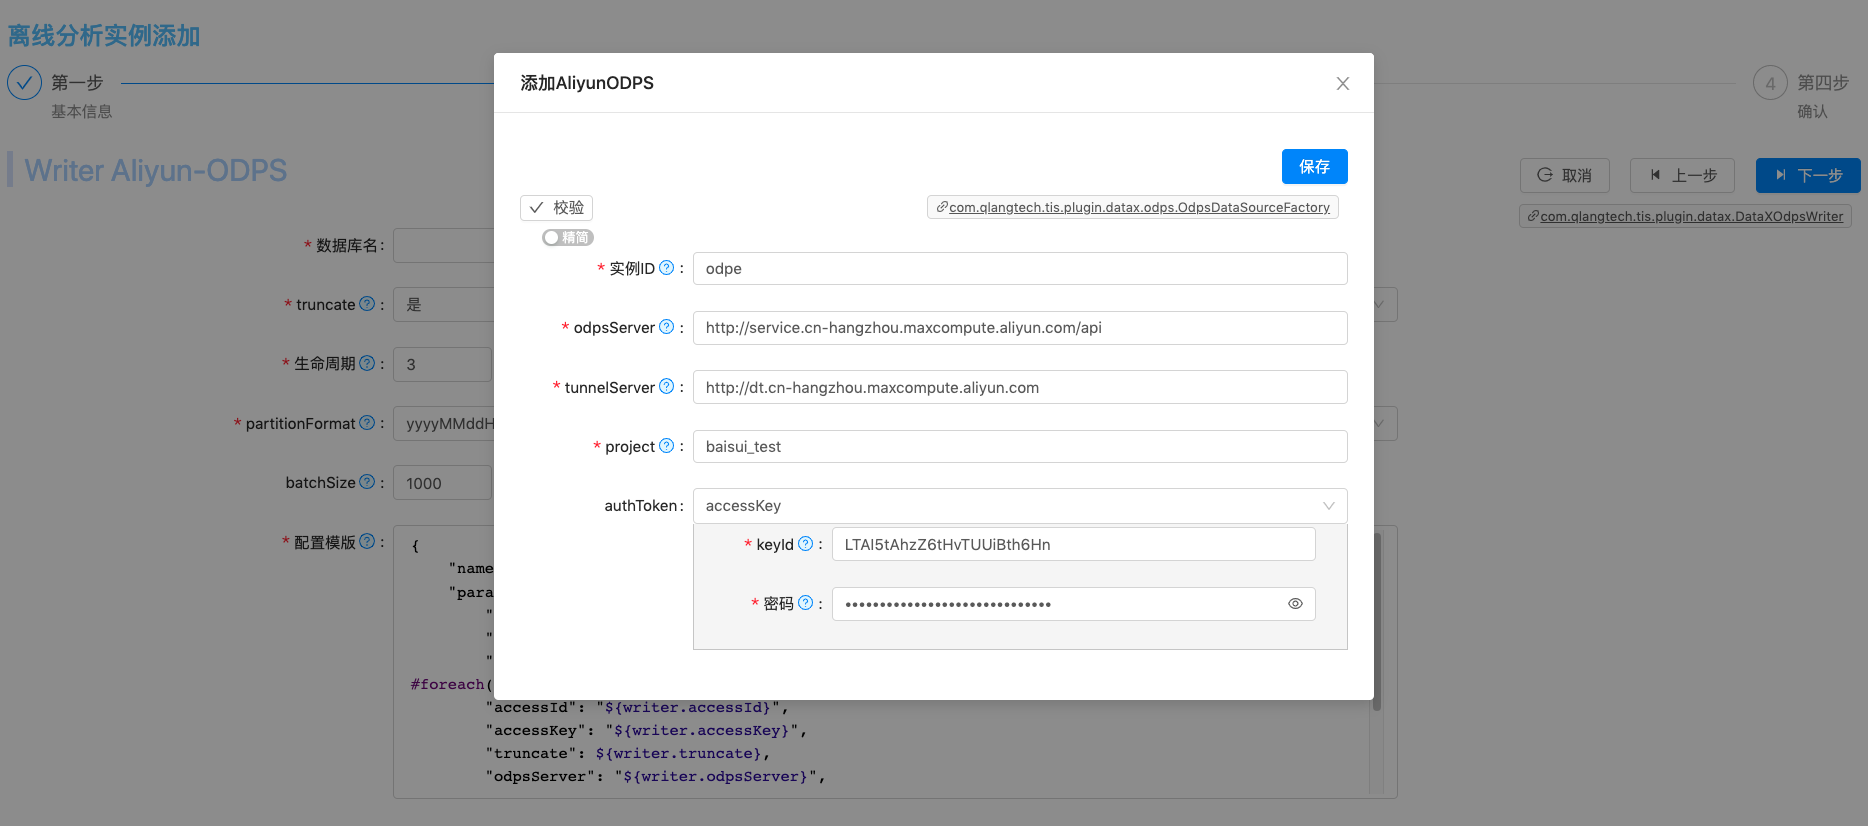 离线分析实例添加
第一步
基本信息
4 第四步
确认
Writer Aliyun-ODPS
取消
上一步
下一步
com.qlangtech.tis.plugin.datax.DataXOdpsWriter
* 数据库名:
* truncate ? : 是
* 生命周期 ? : 3
* partitionFormat ? : yyyyMMddH
batchSize ? : 1000
* 配置模版 ? : {
"name
"para
"
"
"
#foreach(
"accessId": "${writer.accessId}",
"accessKey": "${writer.accessKey}",
"truncate": ${writer.truncate},
"odpsServer": "${writer.odpsServer}",
添加AliyunODPS
保存
校验
com.qlangtech.tis.plugin.datax.odps.OdpsDataSourceFactory
精简
* 实例ID ? : odpe
* odpsServer ? : http://service.cn-hangzhou.maxcompute.aliyun.com/api
* tunnelServer ? : http://dt.cn-hangzhou.maxcompute.aliyun.com
* project ? : baisui_test
authToken: accessKey
* keyId ? : LTAI5tAhzZ6tHvTUUiBth6Hn
* 密码 ? : ••••••••••••••••••••••••••••••